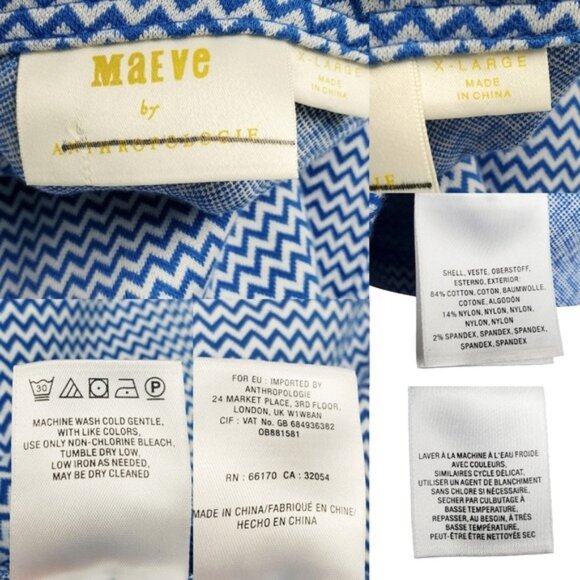 MaEVe
by
ANTHROPOLOGIE
X-LARGE
MADE
IN CHINA
X-LARGE
MADE
IN CHINA
IE
SHELL, VESTE, OBERSTOFF,
ESTERNO, EXTERIOR:
84% COTTON, COTON, BAUMWOLLE,
COTONE, ALGODÓN
14% NYLON, NYLON, NYLON,
NYLON, NYLON
2% SPANDEX, SPANDEX, SPANDEX,
SPANDEX, SPANDEX
30
P
MACHINE WASH COLD GENTLE,
WITH LIKE COLORS,
USE ONLY NON-CHLORINE BLEACH,
TUMBLE DRY LOW,
LOW IRON AS NEEDED,
MAY BE DRY CLEANED
FOR EU : IMPORTED BY
ANTHROPOLOGIE
24 MARKET PLACE, 3RD FLOOR,
LONDON, UK W1W8AN
CIF : VAT No. GB 684936382
OB881581
RN : 66170 CA : 32054
MADE IN CHINA/FABRIQUÉ EN CHINE/
HECHO EN CHINA
LAVER À LA MACHINE À L'EAU FROIDE
AVEC COULEURS,
SIMILAIRES CYCLE DÉLICAT.
UTILISER UN AGENT DE BLANCHIMENT
SANS CHLORE SI NÉCESSAIRE.
SECHER PAR CULBUTAGE À
BASSE TEMPÉRATURE.
REPASSER, AU BESOIN, À TRÈS
BASSE TEMPÉRATURE.
PEUT-ÊTRE ÊTRE NETTOYÉE SEC